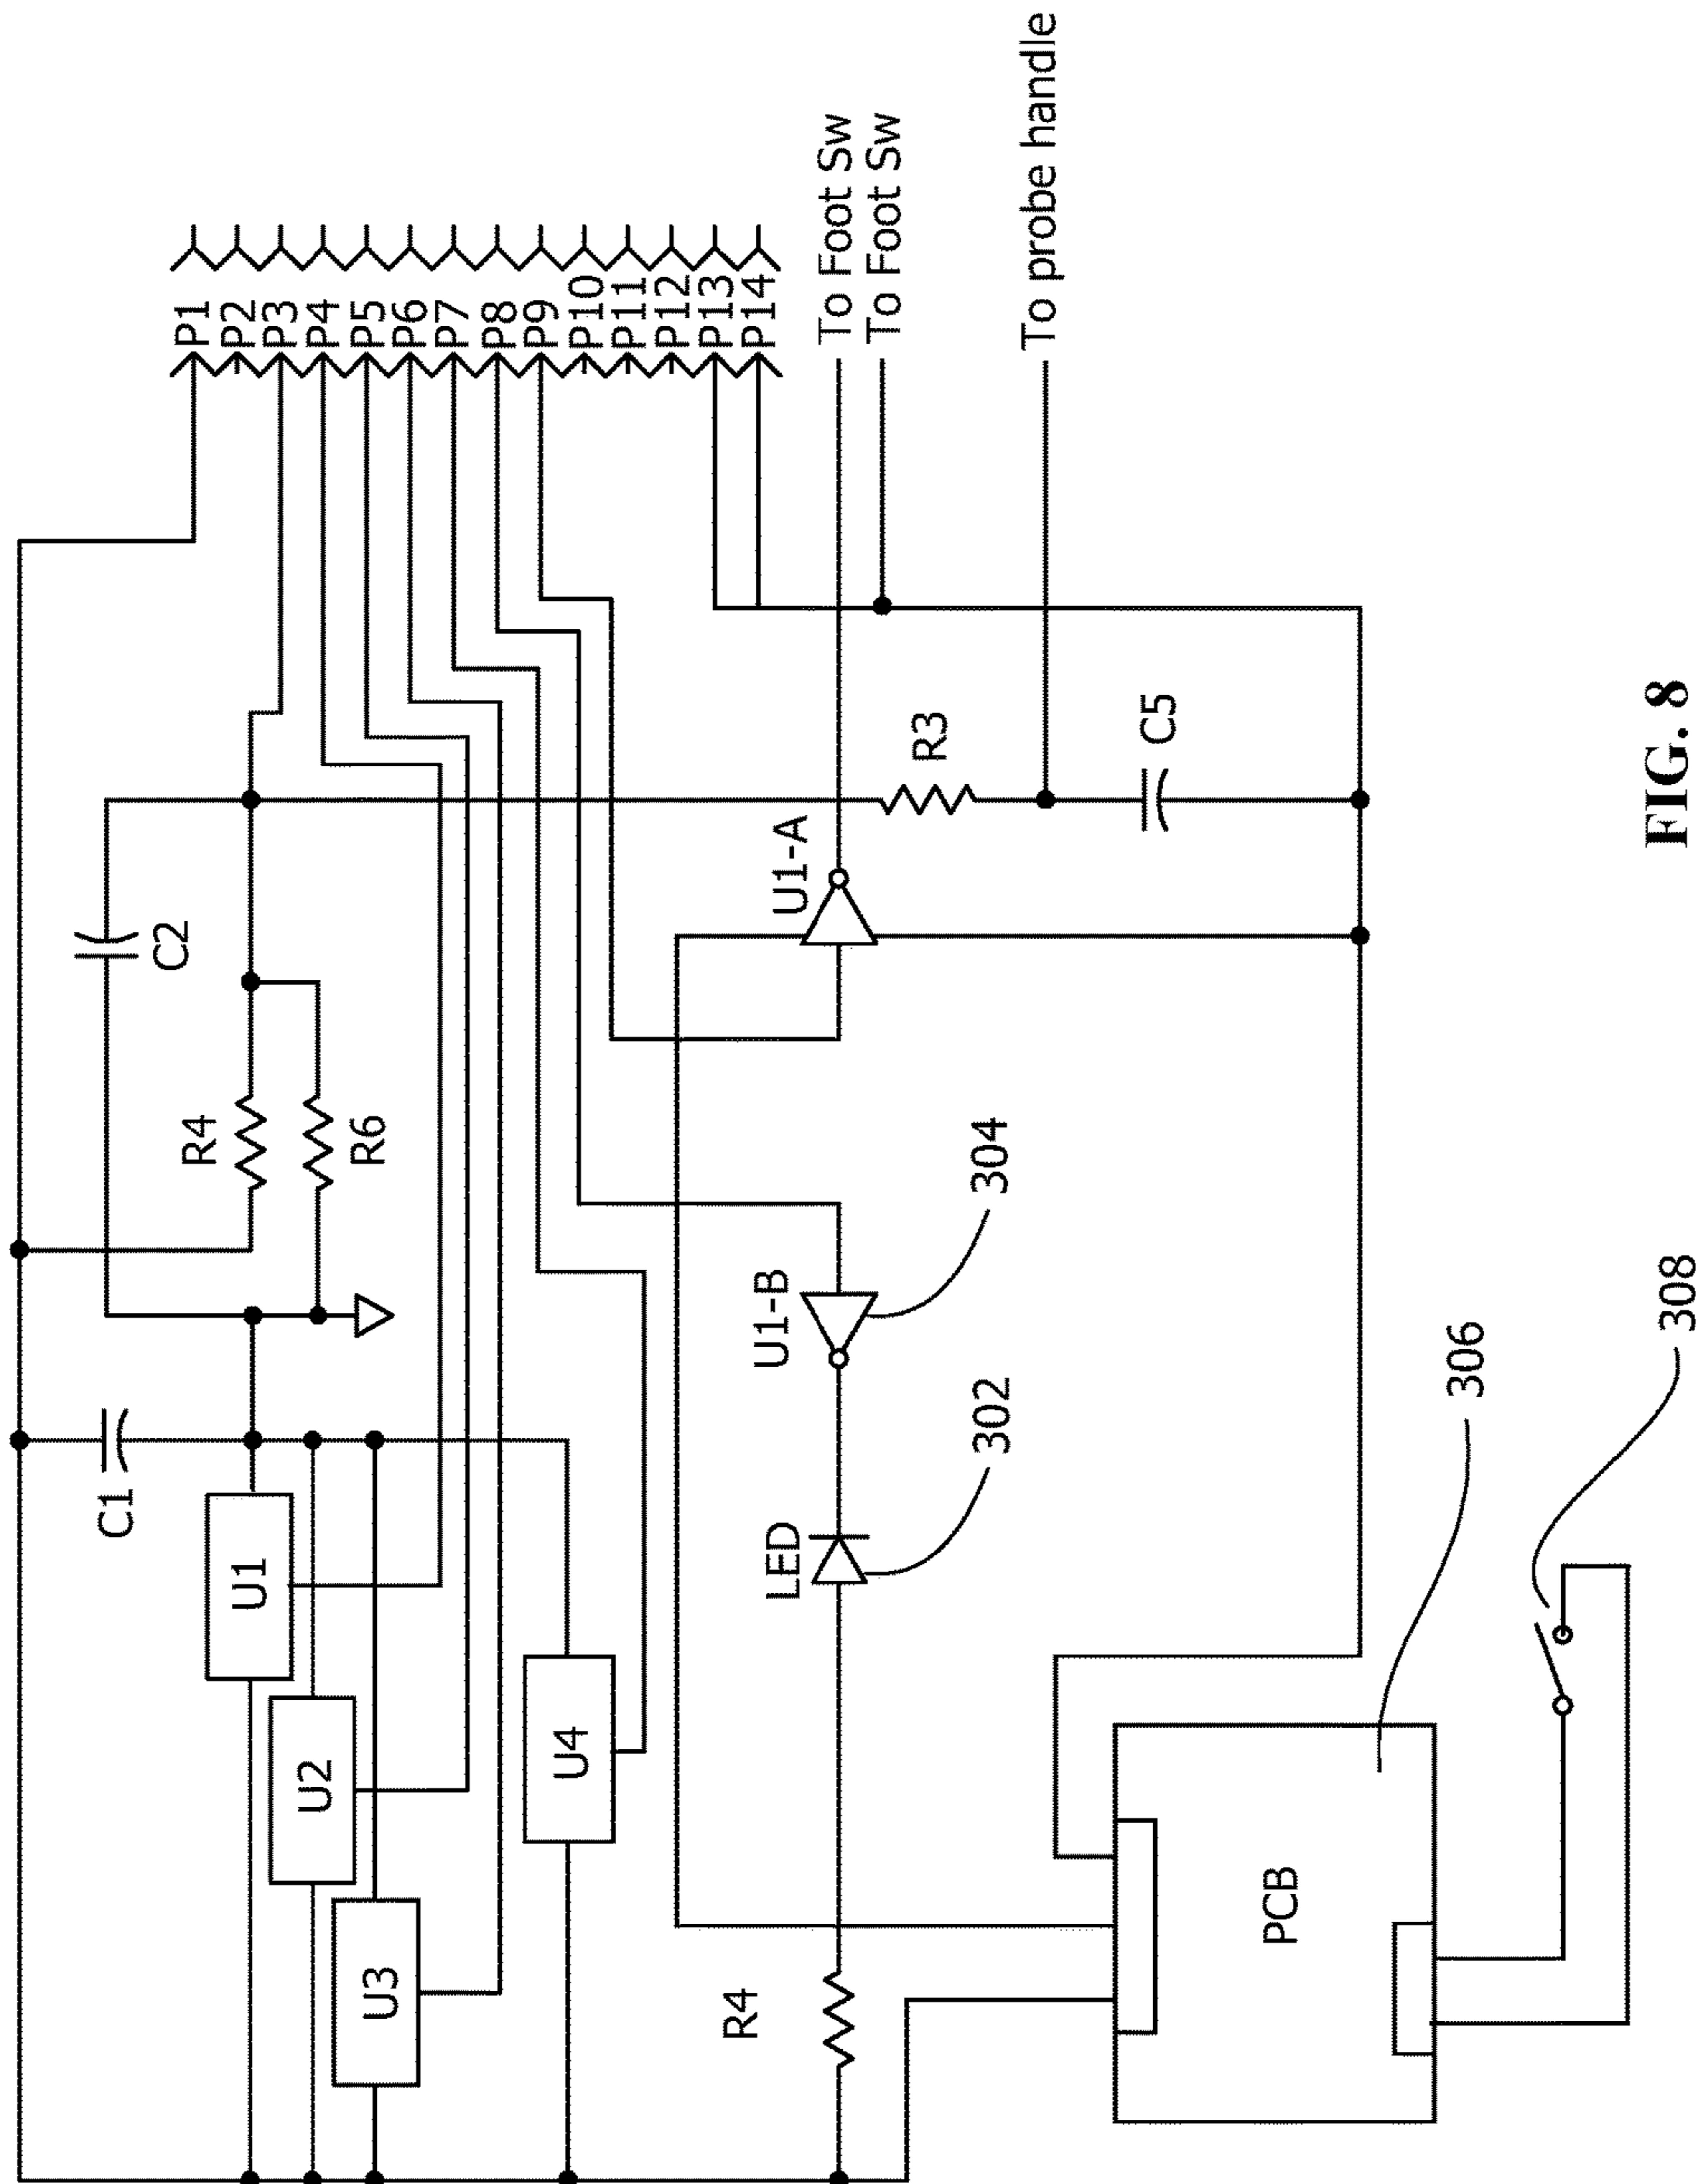 P1
P2
P3
P4
P5
P6
P7
P8
P9
P10
P11
P12
P13
P14
To Foot Sw
To Foot Sw
To probe handle
C2
R4
R6
C1
U1
U2
U3
U4
R3
C5
U1-A
U1-B
304
LED
302
R4
PCB
306
308
FIG. 8